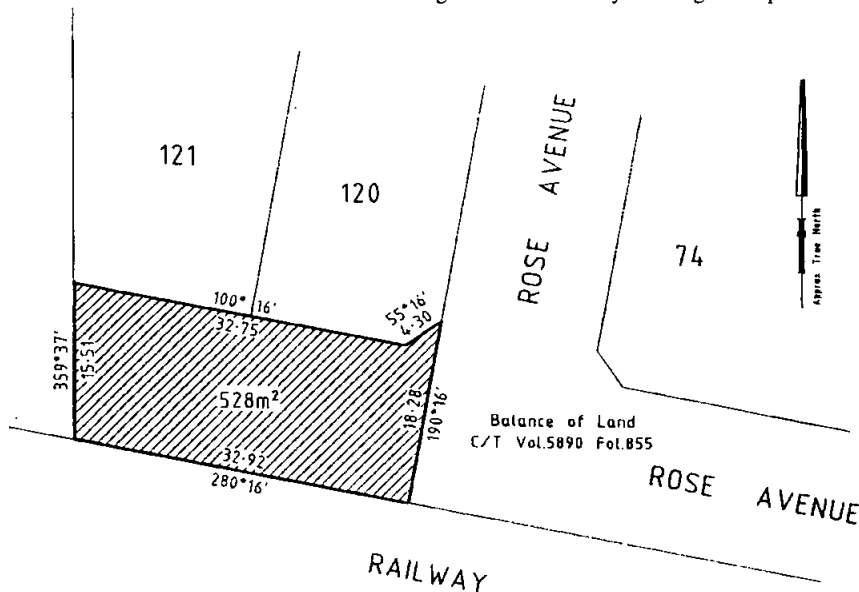 121
120
ROSE AVENUE
74
Approx True North
100° 16'
32·75
55°16'
4·30
359°37'
15·51
528m²
18·28
190°16'
Balance of Land
C/T Vol.5890 Fol.855
32·92
280°16'
ROSE AVENUE
RAILWAY